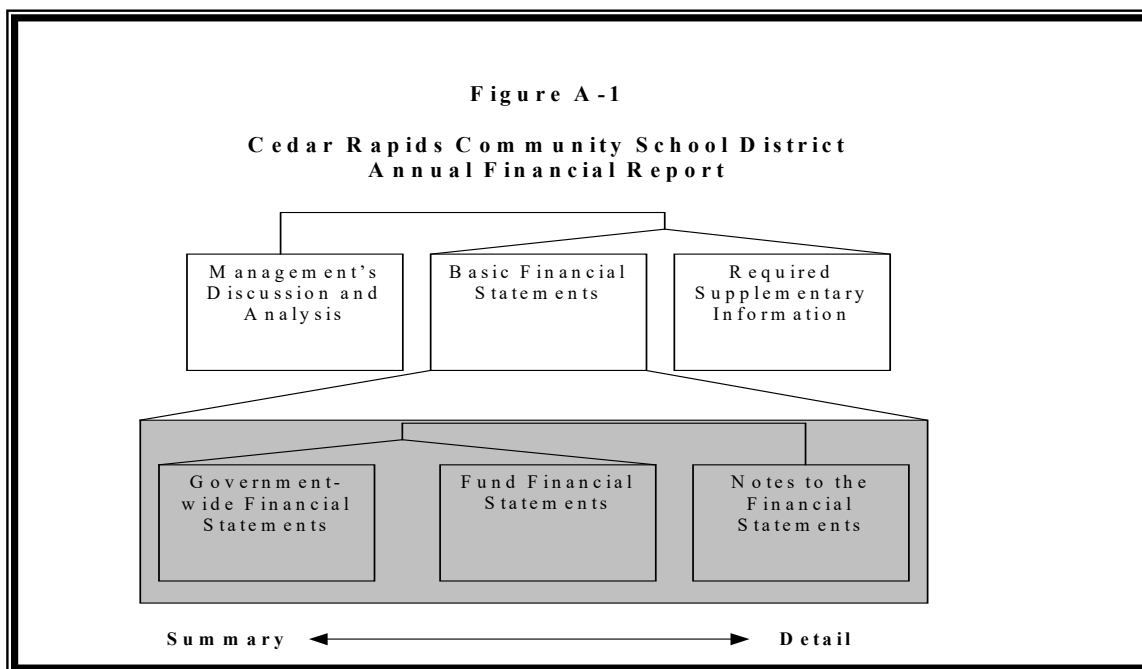 Figure A-1
Cedar Rapids Community School District
Annual Financial Report
Management's
Discussion and
Analysis
Basic Financial
Statements
Required
Supplementary
Information
Government-
wide Financial
Statements
Fund Financial
Statements
Notes to the
Financial
Statements
Summary
Detail